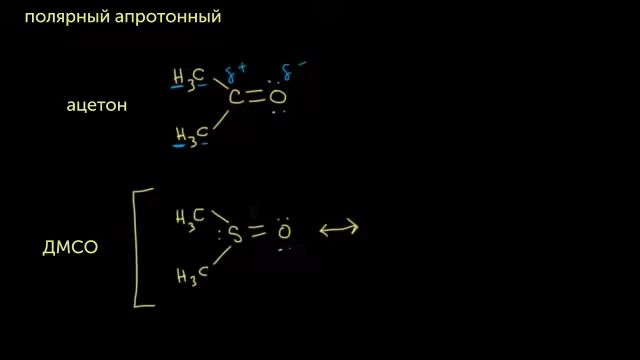 полярный апротонный
H₃C δ+ δ−
ацетон C=O
H₃C
H₃C
ДМСО :S=O ↔
H₃C